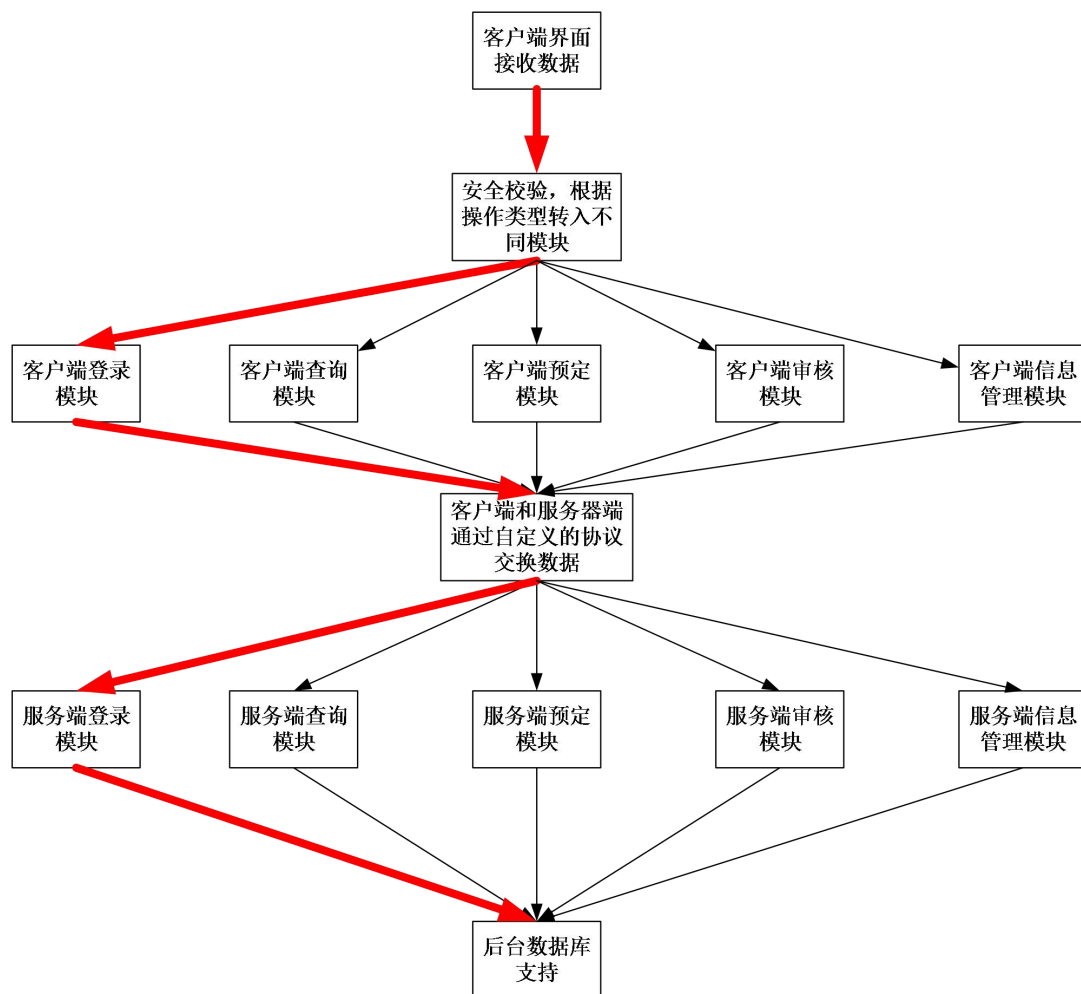 客户端界面
接收数据
安全校验，根据
操作类型转入不
同模块
客户端登录
模块
客户端查询
模块
客户端预定
模块
客户端审核
模块
客户端信息
管理模块
客户端和服务器端
通过自定义的协议
交换数据
服务端登录
模块
服务端查询
模块
服务端预定
模块
服务端审核
模块
服务端信息
管理模块
后台数据库
支持